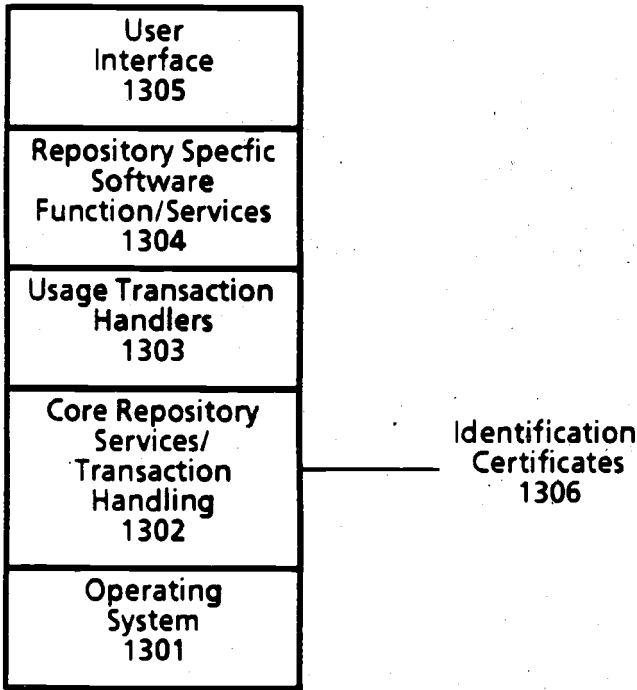 User
Interface
1305
Repository Specfic
Software
Function/Services
1304
Usage Transaction
Handlers
1303
Core Repository
Services/
Transaction
Handling
1302
Identification
Certificates
1306
Operating
System
1301